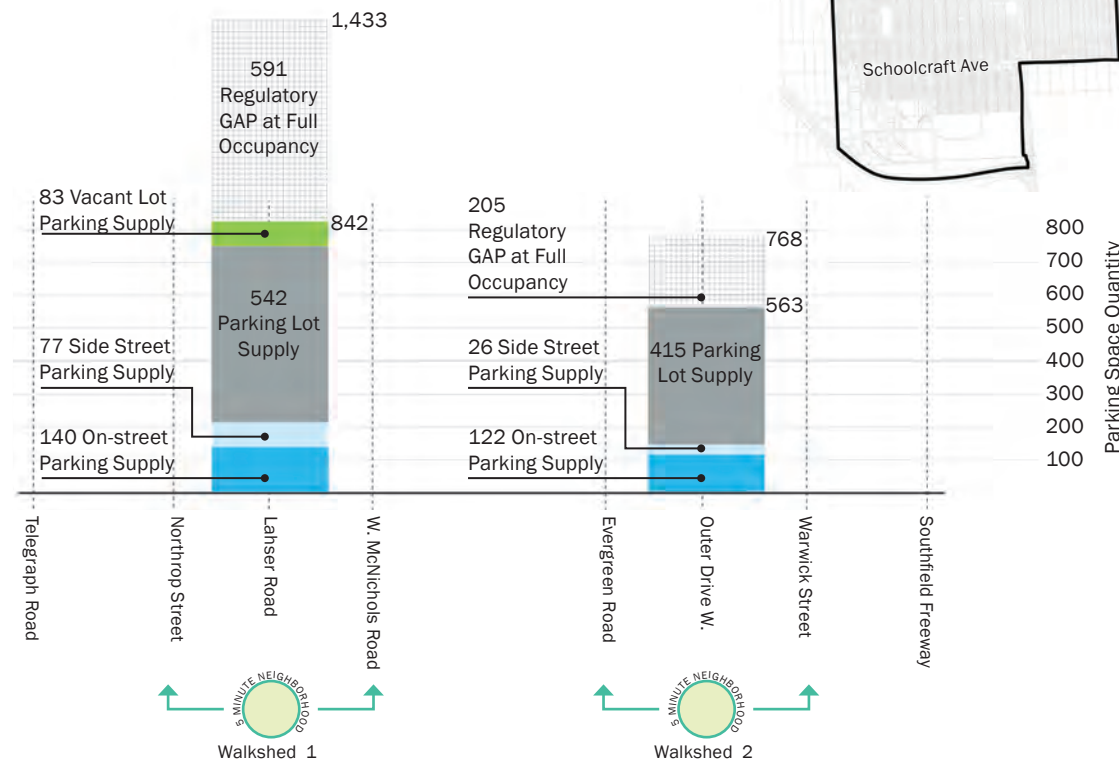 Schoolcraft Ave
1,433
591
Regulatory
GAP at Full
Occupancy
83 Vacant Lot
Parking Supply
842
542
Parking Lot
Supply
77 Side Street
Parking Supply
140 On-street
Parking Supply
205
Regulatory
GAP at Full
Occupancy
768
563
415 Parking
Lot Supply
26 Side Street
Parking Supply
122 On-street
Parking Supply
800
700
600
500
400
300
200
100
Parking Space Quantity
Telegraph Road
Northrop Street
Lahser Road
W. McNichols Road
Evergreen Road
Outer Drive W.
Warwick Street
Southfield Freeway
5 MINUTE NEIGHBORHOOD
Walkshed 1
5 MINUTE NEIGHBORHOOD
Walkshed 2